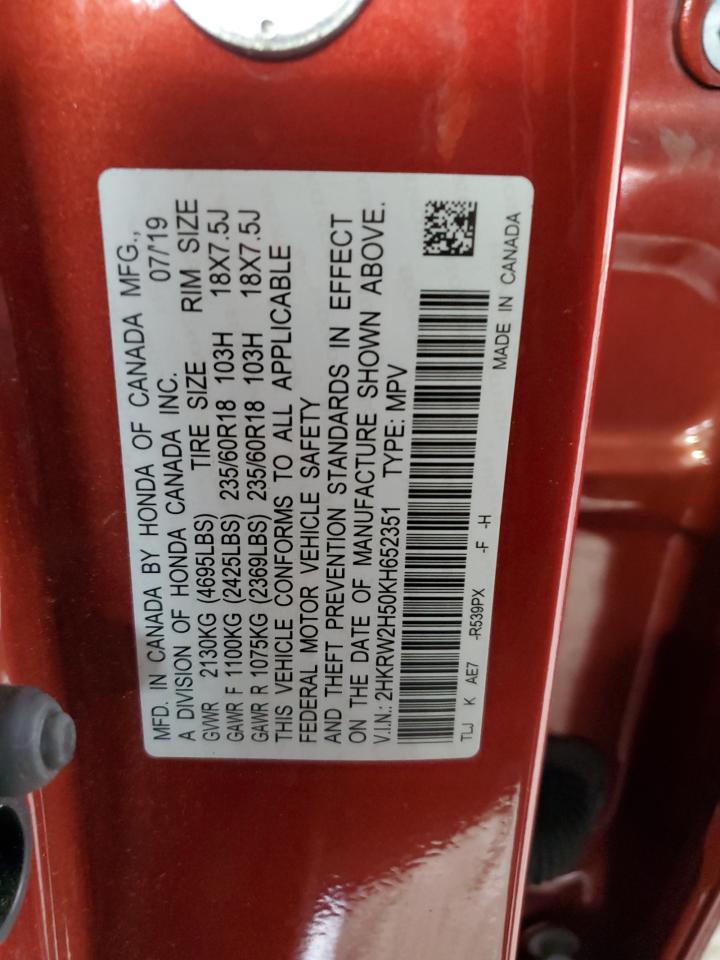 MFD. IN CANADA BY HONDA OF CANADA MFG.,
A DIVISION OF HONDA CANADA INC. 07/19
GVWR 2130KG (4695LBS) TIRE SIZE RIM SIZE
GAWR F 1100KG (2425LBS) 235/60R18 103H 18X7.5J
GAWR R 1075KG (2369LBS) 235/60R18 103H 18X7.5J
THIS VEHICLE CONFORMS TO ALL APPLICABLE
FEDERAL MOTOR VEHICLE SAFETY
AND THEFT PREVENTION STANDARDS IN EFFECT
ON THE DATE OF MANUFACTURE SHOWN ABOVE.
V.I.N.: 2HKRW2H50KH652351 TYPE: MPV
TLJ K AE7 -R539PX -F -H MADE IN CANADA